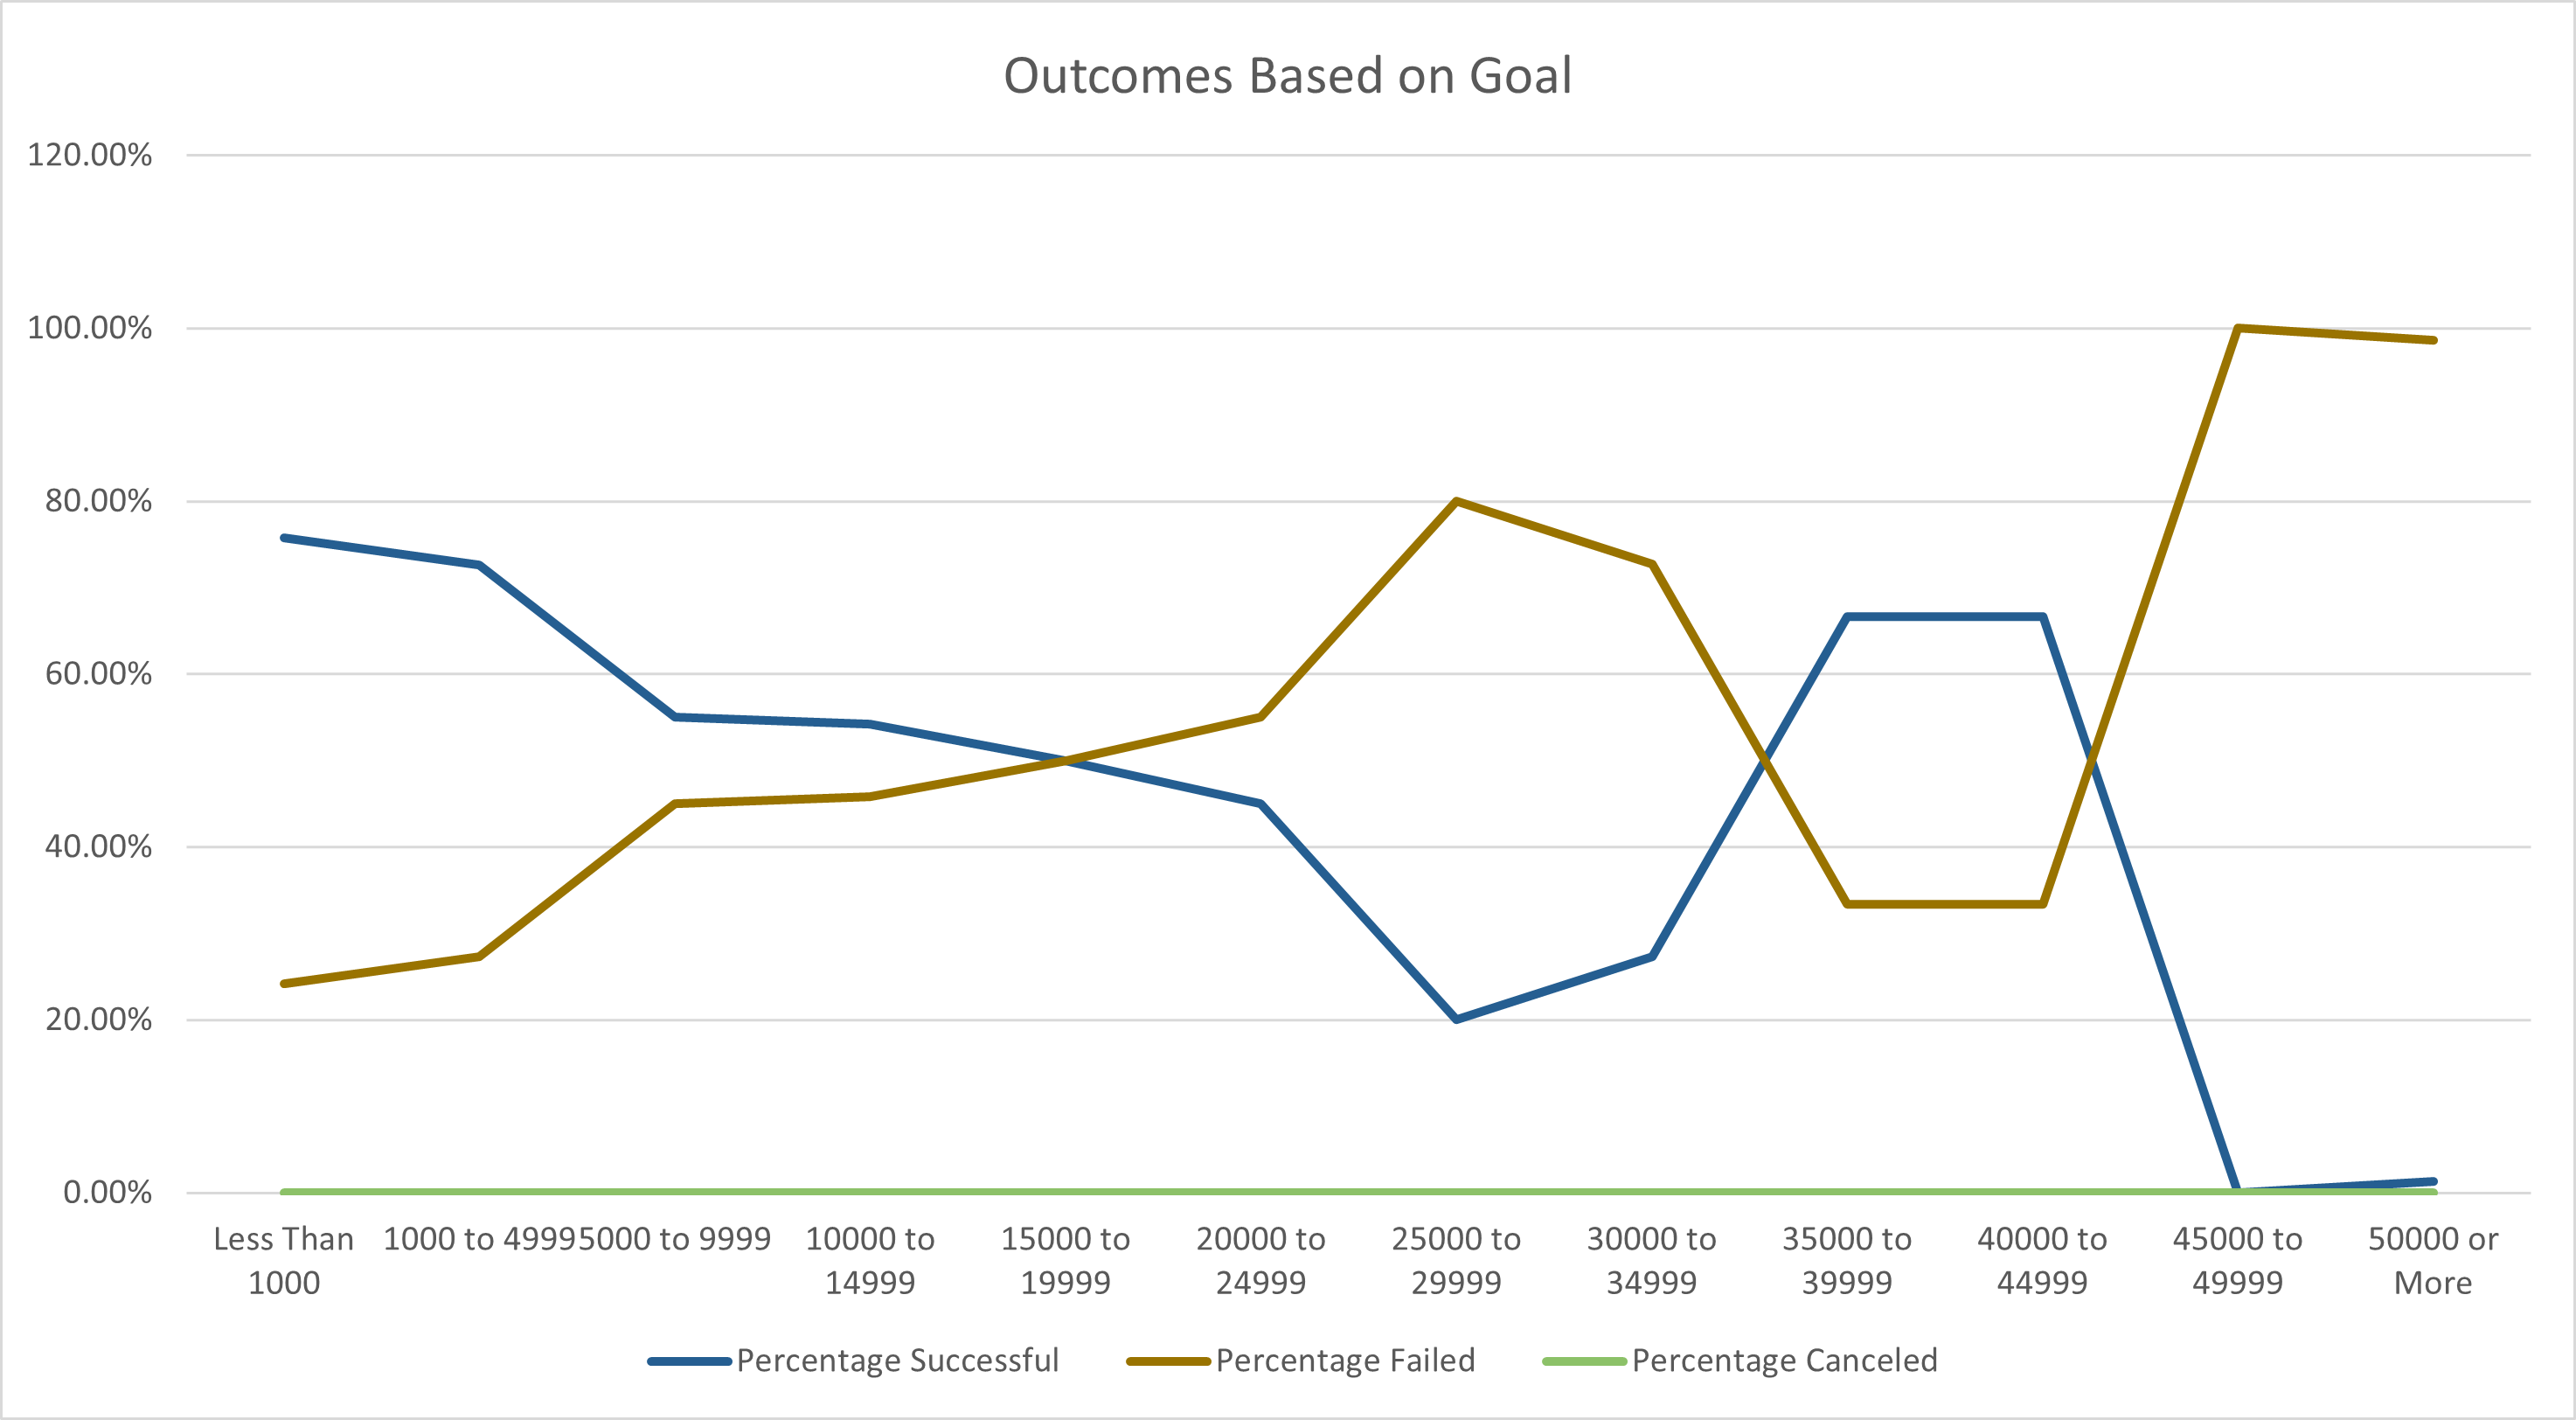 Outcomes Based on Goal
120.00%
100.00%
80.00%
60.00%
40.00%
20.00%
0.00%
Less Than
1000
1000 to 4999
5000 to 9999
10000 to
14999
15000 to
19999
20000 to
24999
25000 to
29999
30000 to
34999
35000 to
39999
40000 to
44999
45000 to
49999
50000 or
More
Percentage Successful
Percentage Failed
Percentage Canceled